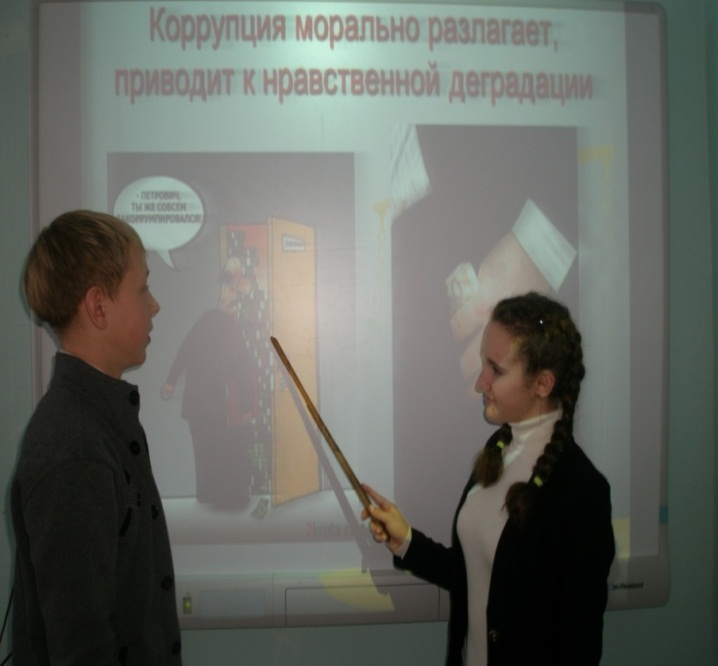 Коррупция морально разлагает,
приводит к нравственной деградации
- ПЕТРОВИЧ,
ТЫ ЖЕ СОВСЕМ
ЗАКОРРУМПИРОВАЛСЯ!